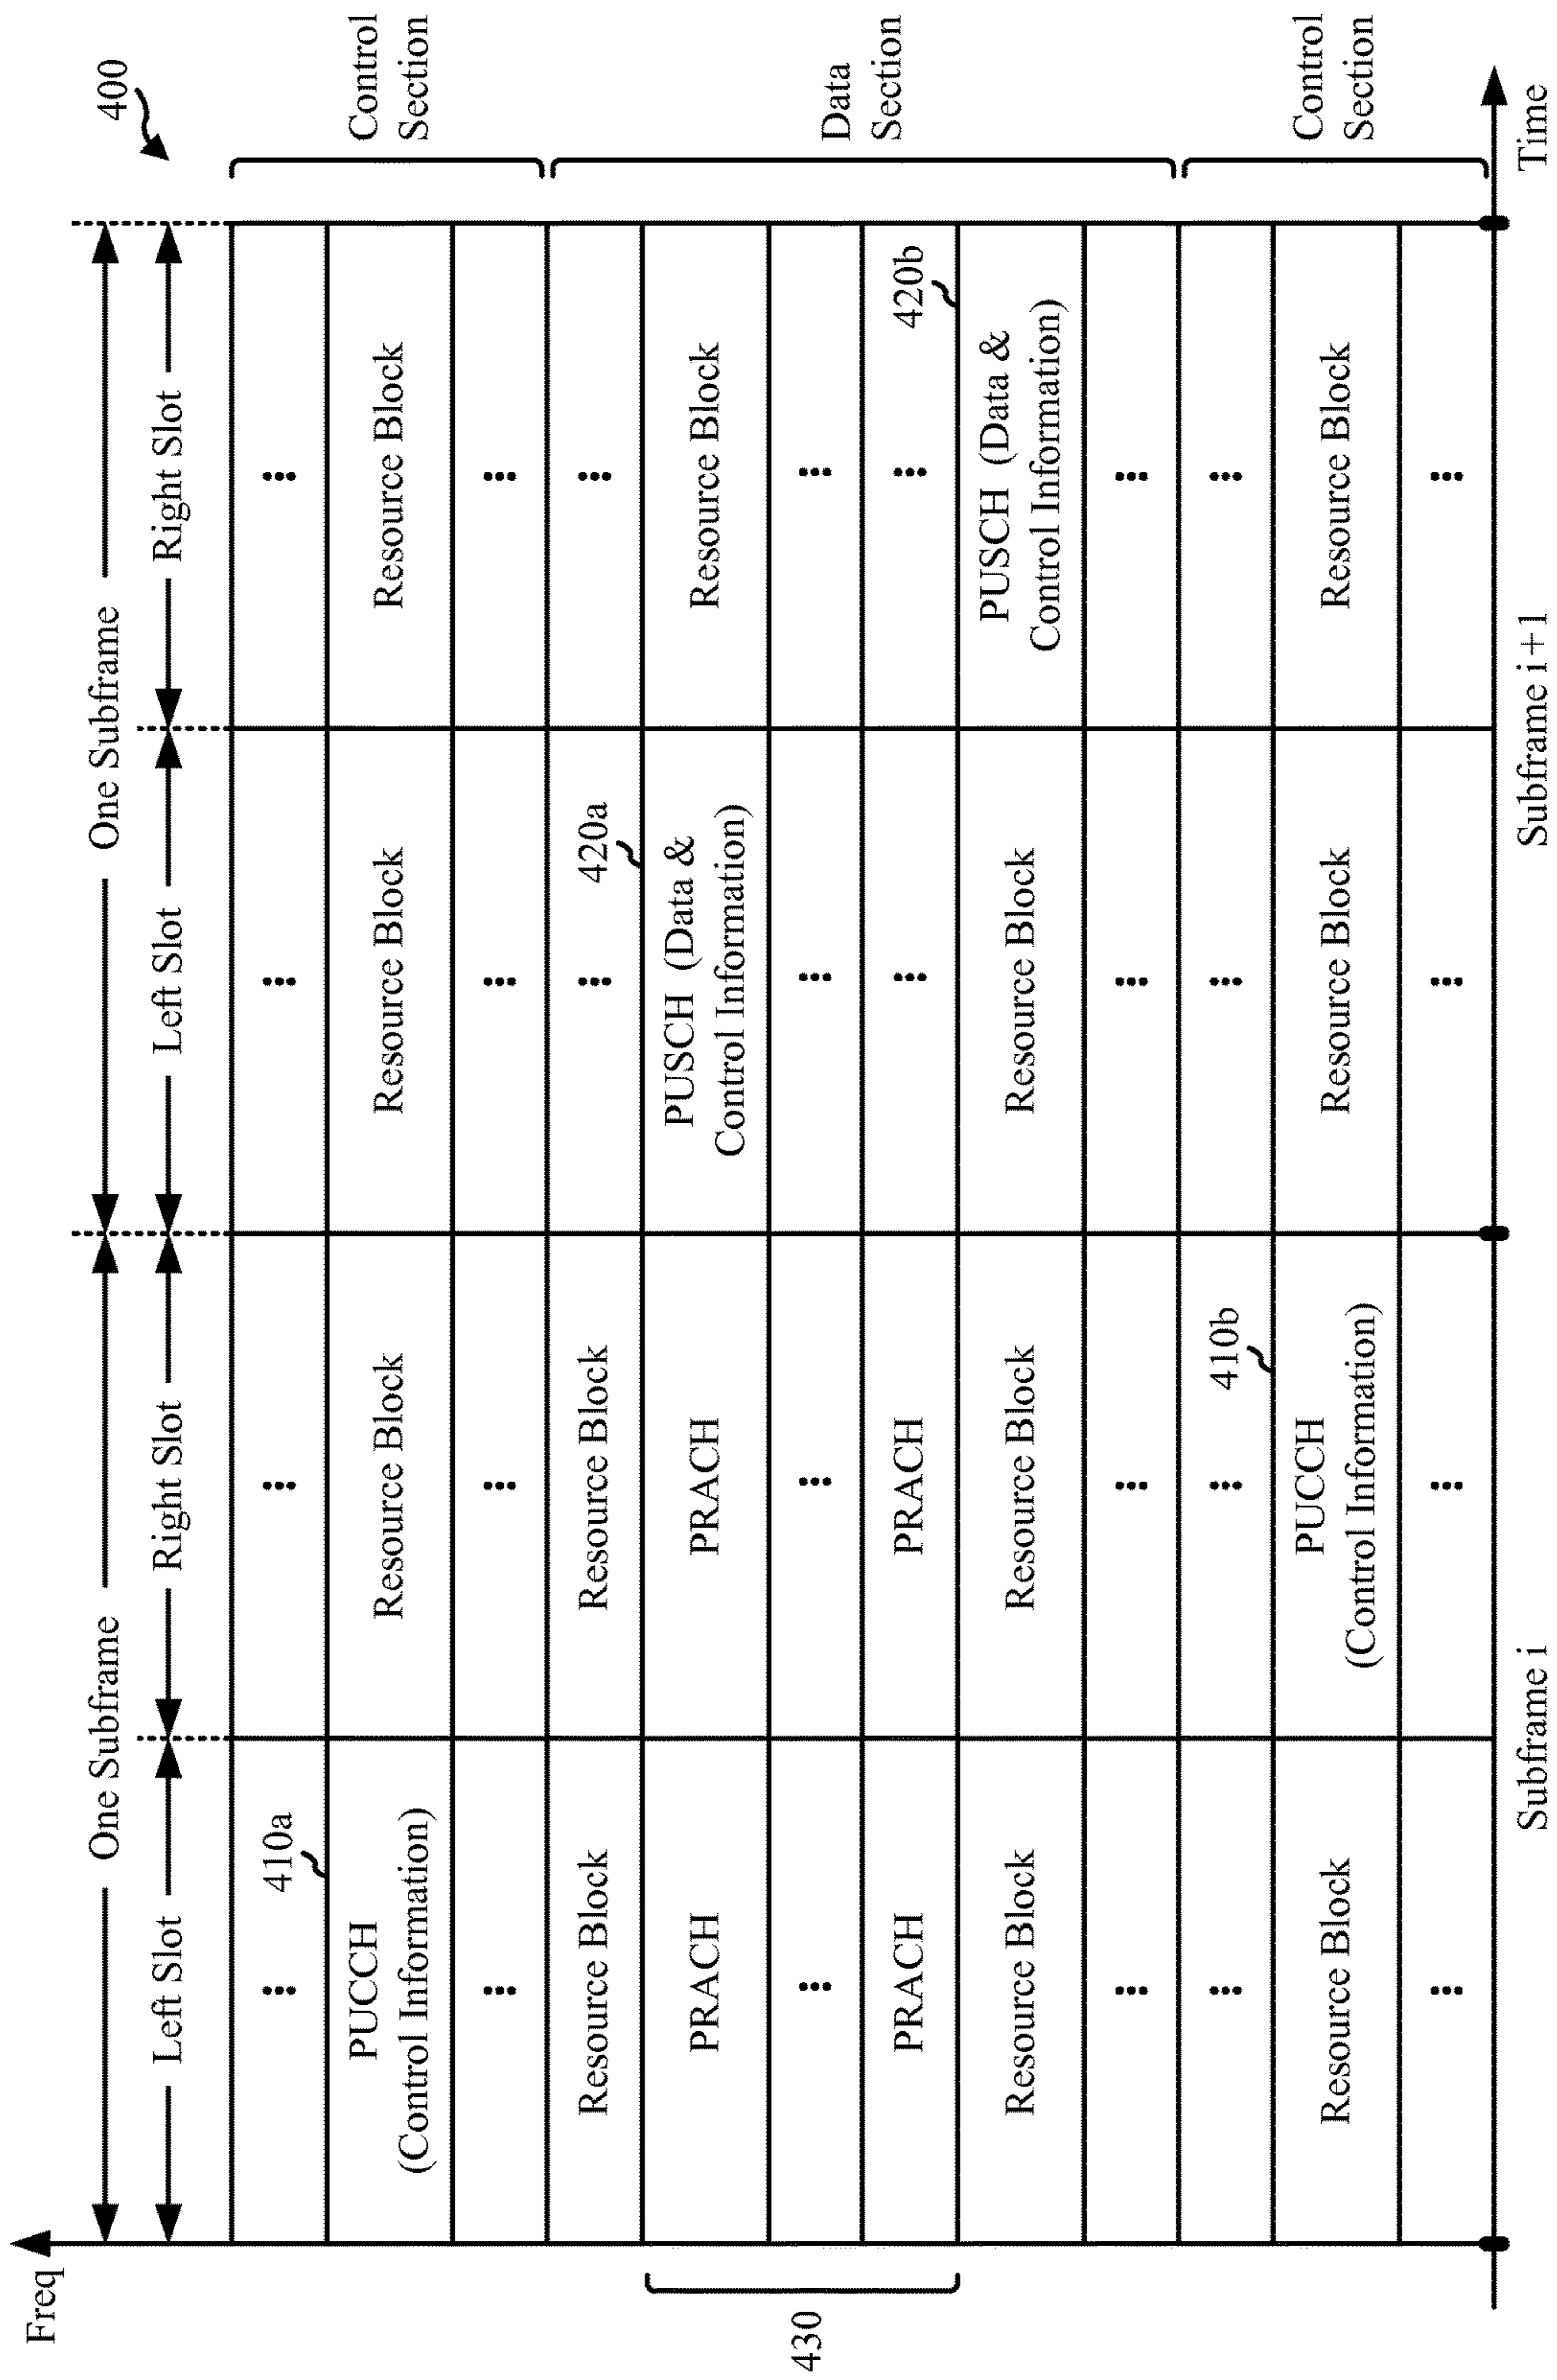 Freq
One Subframe
One Subframe
400
Left Slot
Right Slot
Left Slot
Right Slot
410a
PUCCH
(Control Information)
Resource Block
Resource Block
Resource Block
Control
Section
Resource Block
Resource Block
420a
PRACH
PRACH
PUSCH (Data &
Control Information)
Resource Block
430
Data
Section
PRACH
PRACH
420b
Resource Block
Resource Block
Resource Block
PUSCH (Data &
Control Information)
410b
Resource Block
PUCCH
(Control Information)
Resource Block
Resource Block
Control
Section
Subframe i
Subframe i + 1
Time